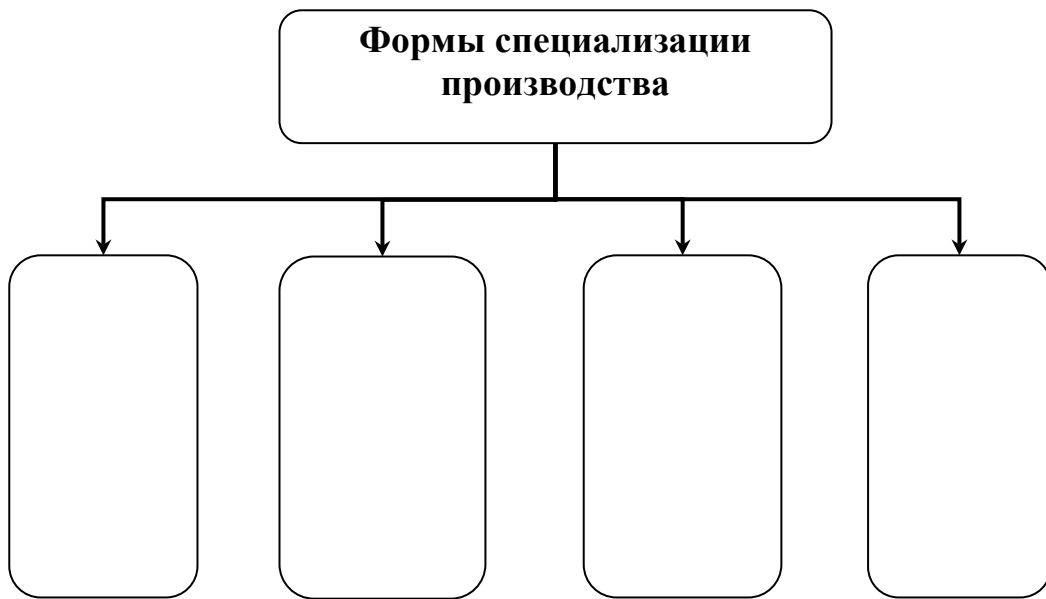 Формы специализации
производства